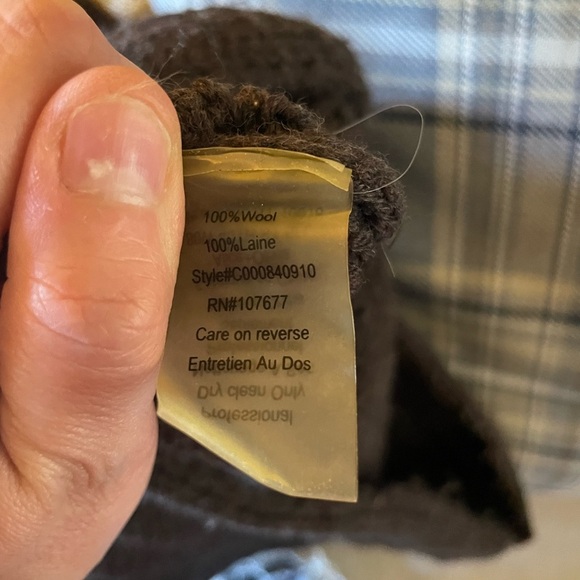 100%Wool
100%Laine
Style#C000840910
RN#107677
Care on reverse
Entretien Au Dos
Dry clean Only
Professional